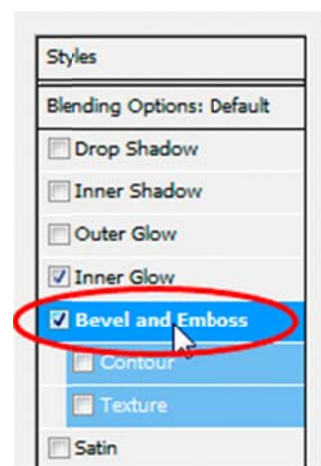 Styles
Blending Options: Default
Drop Shadow
Inner Shadow
Outer Glow
Inner Glow
Bevel and Emboss
Contour
Texture
Satin